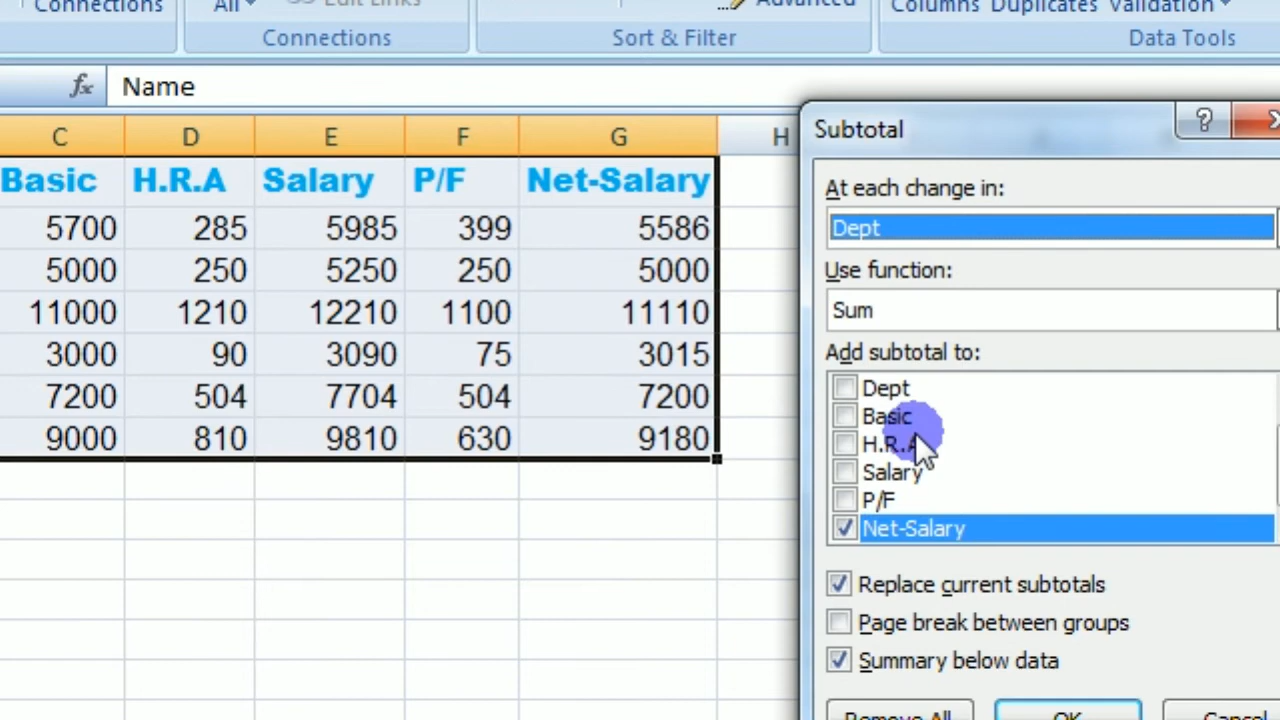 Connections
All
Edit Links
Advanced
Columns Duplicates Validation
Connections
Sort & Filter
Data Tools
fx
Name
C D E F G H
Basic H.R.A Salary P/F Net-Salary
5700 285 5985 399 5586
5000 250 5250 250 5000
11000 1210 12210 1100 11110
3000 90 3090 75 3015
7200 504 7704 504 7200
9000 810 9810 630 9180
Subtotal
?
At each change in:
Dept
Use function:
Sum
Add subtotal to:
Dept
Basic
H.R.A
Salary
P/F
Net-Salary
Replace current subtotals
Page break between groups
Summary below data
Remove All OK Cancel